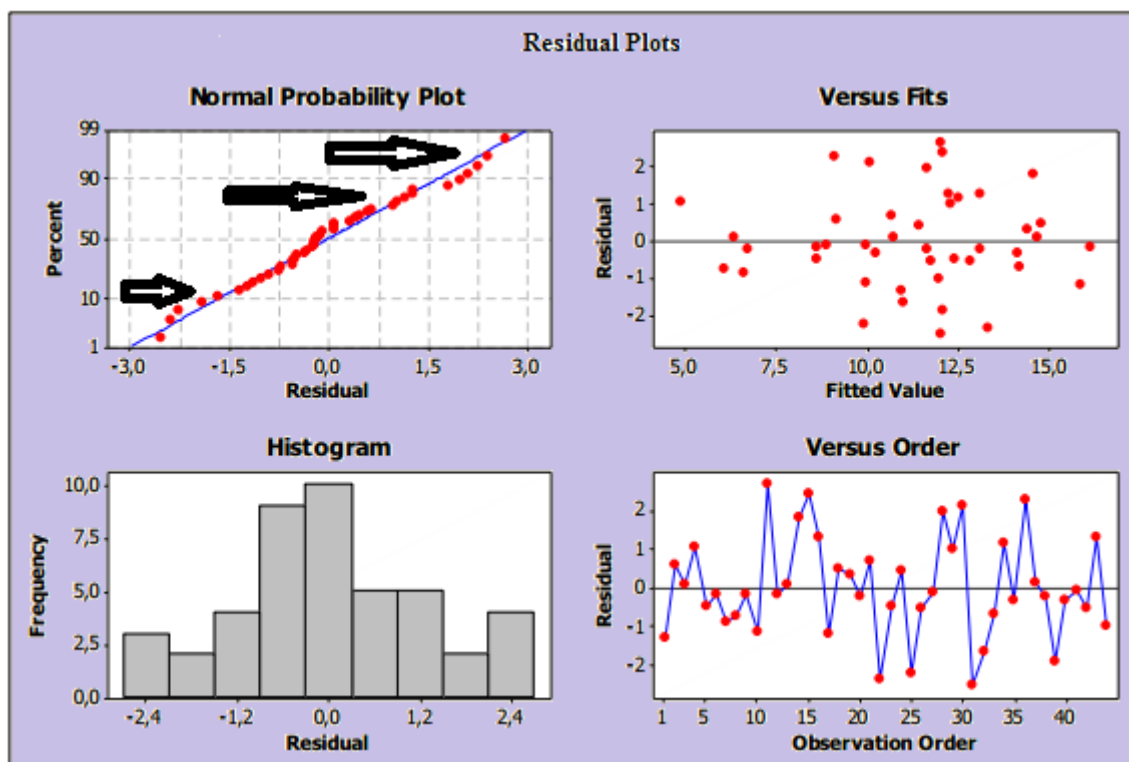 Residual Plots
Normal Probability Plot
99
90
50
10
1
Percent
-3,0 -1,5 0,0 1,5 3,0
Residual
Versus Fits
2
1
0
-1
-2
Residual
5,0 7,5 10,0 12,5 15,0
Fitted Value
Histogram
10,0
7,5
5,0
2,5
0,0
Frequency
-2,4 -1,2 0,0 1,2 2,4
Residual
Versus Order
2
1
0
-1
-2
Residual
1 5 10 15 20 25 30 35 40
Observation Order